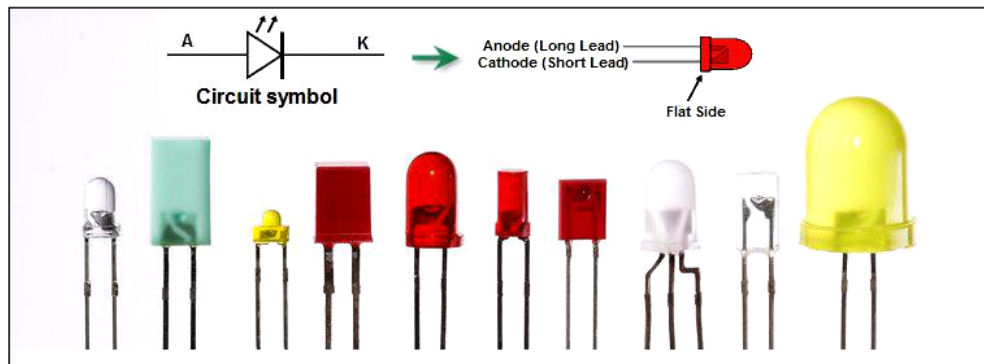 A
K
Circuit symbol
Anode (Long Lead)
Cathode (Short Lead)
Flat Side